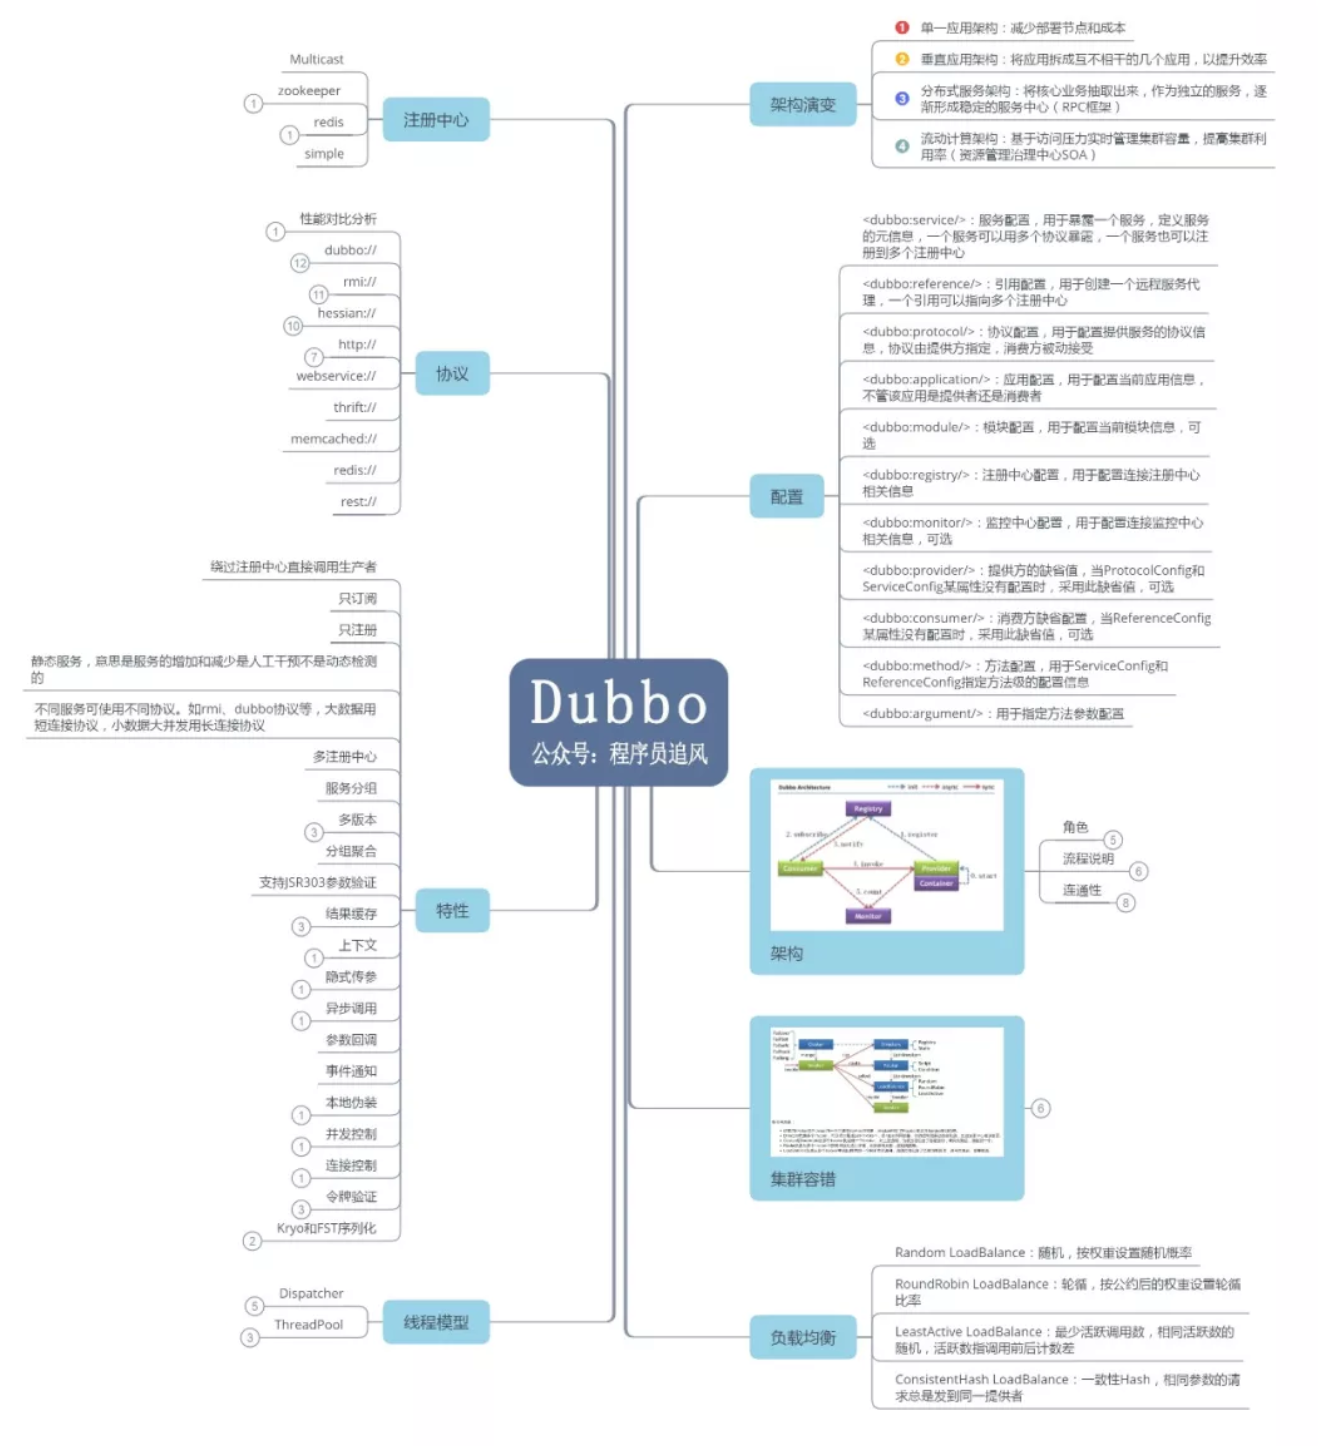 Dubbo
公众号：程序员追风
注册中心
Multicast
zookeeper
1
redis
1
simple
协议
性能对比分析
1
dubbo://
12
rmi://
11
hessian://
10
http://
7
webservice://
thrift://
memcached://
redis://
rest://
特性
绕过注册中心直接调用生产者
只订阅
只注册
静态服务，意思是服务的增加和减少是人工干预不是动态检测
的
不同服务可使用不同协议。如rmi、dubbo协议等，大数据用
短连接协议，小数据大并发用长连接协议
多注册中心
服务分组
多版本
3
分组聚合
支持JSR303参数验证
结果缓存
3
上下文
1
隐式传参
1
异步调用
1
参数回调
事件通知
本地伪装
1
并发控制
1
连接控制
1
令牌验证
3
Kryo和FST序列化
2
线程模型
Dispatcher
5
ThreadPool
3
架构演变
1 单一应用架构：减少部署节点和成本
2 垂直应用架构：将应用拆成互不相干的几个应用，以提升效率
3 分布式服务架构：将核心业务抽取出来，作为独立的服务，逐
渐形成稳定的服务中心（RPC框架）
4 流动计算架构：基于访问压力实时管理集群容量，提高集群利
用率（资源管理治理中心SOA）
配置
<dubbo:service/>：服务配置，用于暴露一个服务，定义服务
的元信息，一个服务可以用多个协议暴露，一个服务也可以注
册到多个注册中心
<dubbo:reference/>：引用配置，用于创建一个远程服务代
理，一个引用可以指向多个注册中心
<dubbo:protocol/>：协议配置，用于配置提供服务的协议信
息，协议由提供方指定，消费方被动接受
<dubbo:application/>：应用配置，用于配置当前应用信息，
不管该应用是提供者还是消费者
<dubbo:module/>：模块配置，用于配置当前模块信息，可
选
<dubbo:registry/>：注册中心配置，用于配置连接注册中心
相关信息
<dubbo:monitor/>：监控中心配置，用于配置连接监控中心
相关信息，可选
<dubbo:provider/>：提供方的缺省值，当ProtocolConfig和
ServiceConfig某属性没有配置时，采用此缺省值，可选
<dubbo:consumer/>：消费方缺省配置，当ReferenceConfig
某属性没有配置时，采用此缺省值，可选
<dubbo:method/>：方法配置，用于ServiceConfig和
ReferenceConfig指定方法级的配置信息
<dubbo:argument/>：用于指定方法参数配置
Dubbo Architecture
init
async
sync
Registry
2. subscribe
3. notify
1. register
Consumer
4. invoke
Provider
Container
0. start
5. count
Monitor
架构
角色
5
流程说明
6
连通性
8
集群容错
6
负载均衡
Random LoadBalance：随机，按权重设置随机概率
RoundRobin LoadBalance：轮循，按公约后的权重设置轮循
比率
LeastActive LoadBalance：最少活跃调用数，相同活跃数的
随机，活跃数指调用前后计数差
ConsistentHash LoadBalance：一致性Hash，相同参数的请
求总是发到同一提供者